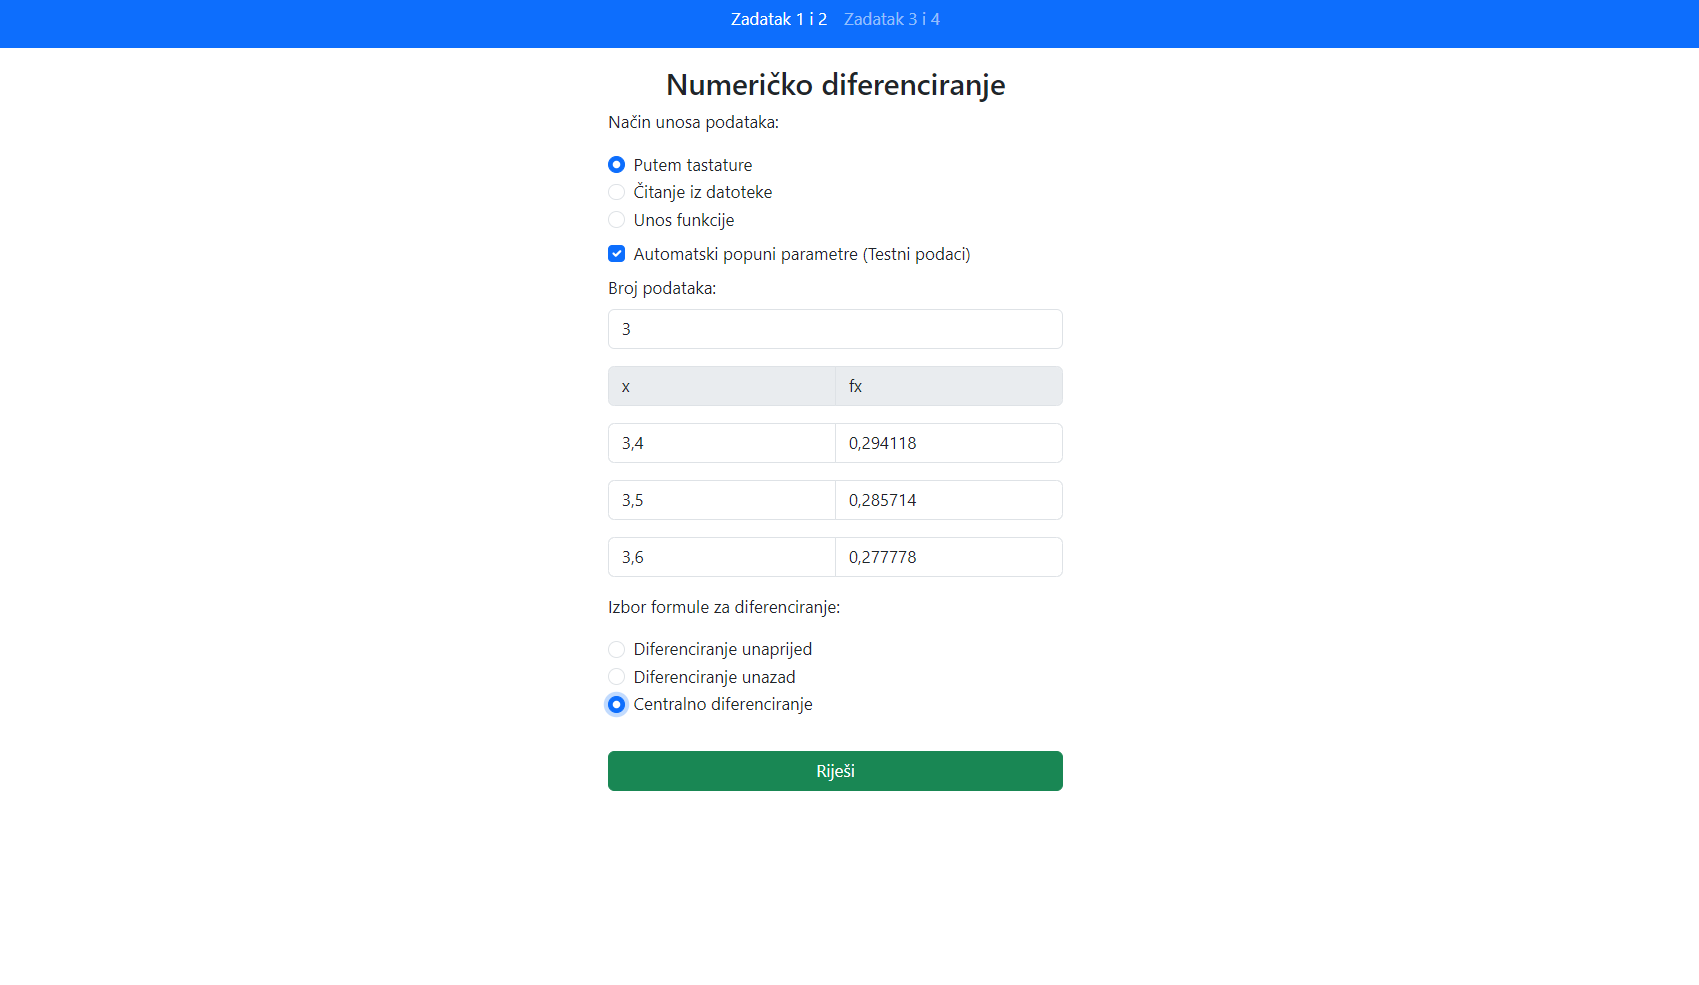 Zadatak 1 i 2 Zadatak 3 i 4
Numeričko diferenciranje
Način unosa podataka:
Putem tastature
Čitanje iz datoteke
Unos funkcije
Automatski popuni parametre (Testni podaci)
Broj podataka:
3
x fx
3,4 0,294118
3,5 0,285714
3,6 0,277778
Izbor formule za diferenciranje:
Diferenciranje unaprijed
Diferenciranje unazad
Centralno diferenciranje
Riješi